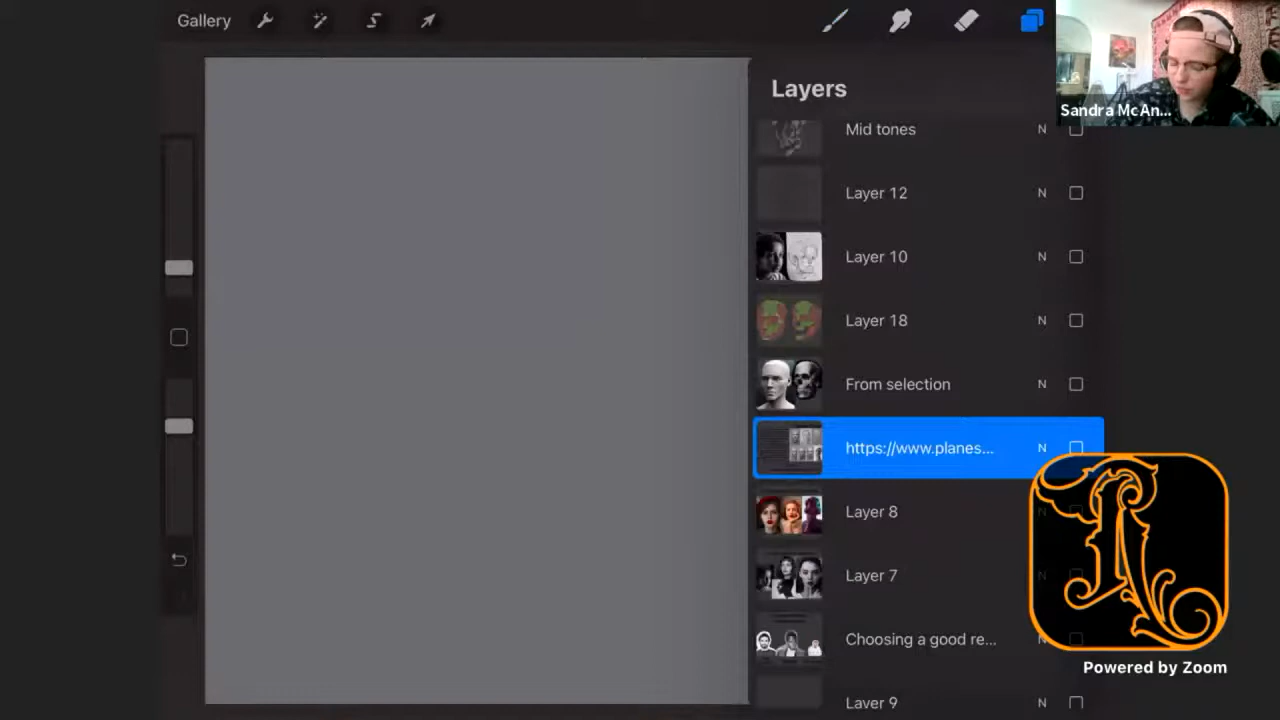 Gallery
Sandra McAn...
Layers
Mid tones N
Layer 12 N
Layer 10 N
Layer 18 N
From selection N
https://www.planes... N
Layer 8 N
Layer 7 N
Choosing a good re... N
Layer 9 N
Powered by Zoom